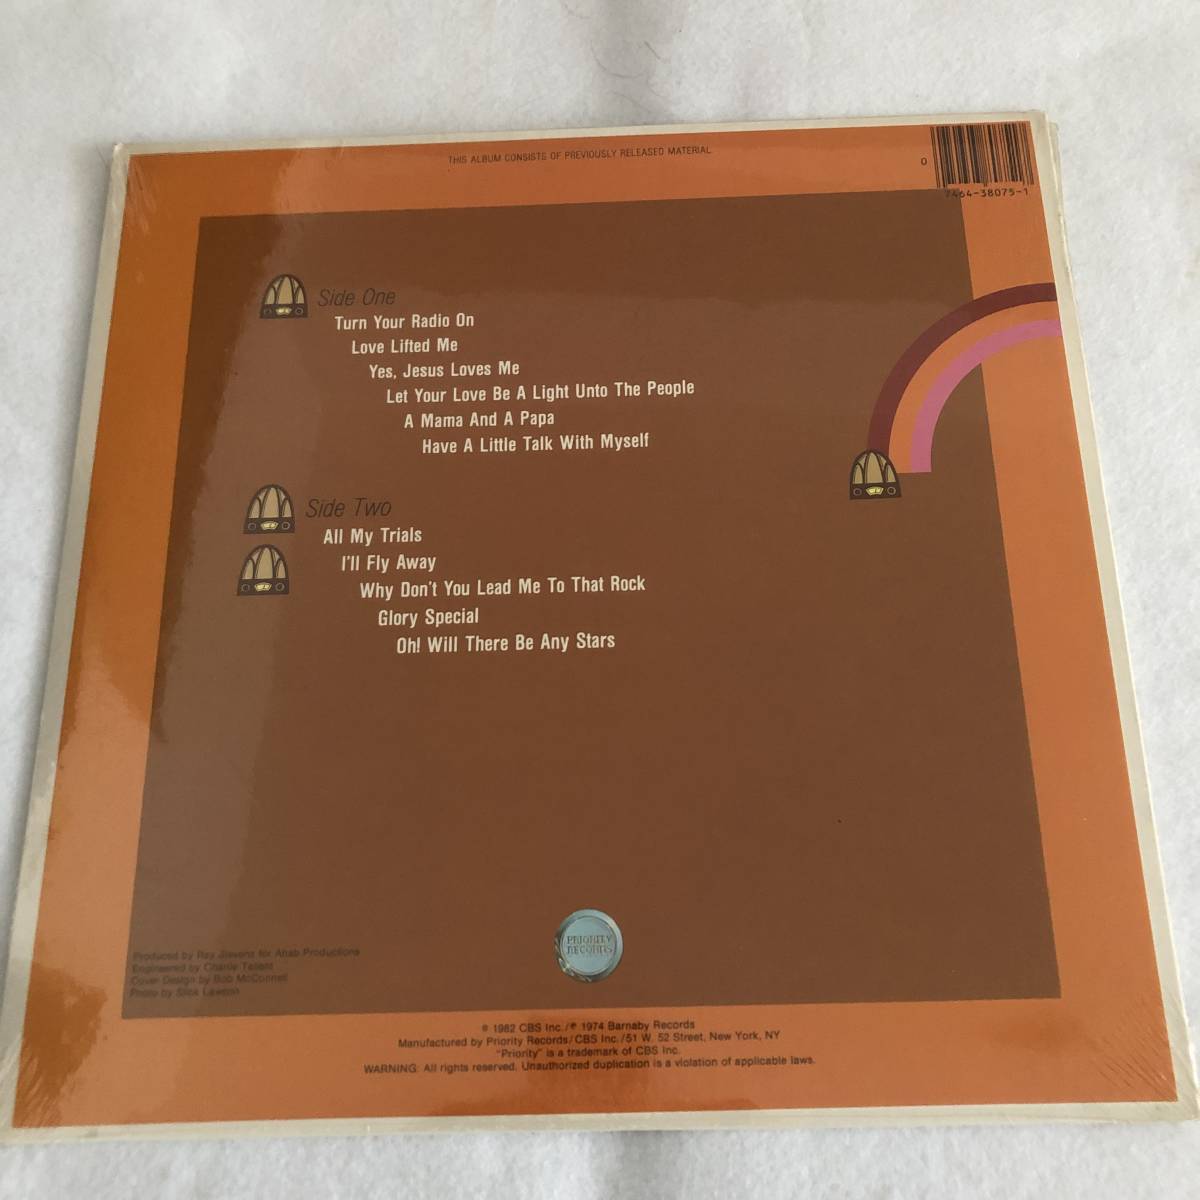 THIS ALBUM CONSISTS OF PREVIOUSLY RELEASED MATERIAL
0
7464-38075-1
Side One
Turn Your Radio On
Love Lifted Me
Yes, Jesus Loves Me
Let Your Love Be A Light Unto The People
A Mama And A Papa
Have A Little Talk With Myself
Side Two
All My Trials
I'll Fly Away
Why Don't You Lead Me To That Rock
Glory Special
Oh! Will There Be Any Stars
PRIORITY
RECORDS
Produced by Ray Stevens for Ahab Productions
Engineered by Charlie Tallent
Cover Design by Bob McConnell
Photo by Slick Lawson
© 1982 CBS Inc./℗ 1974 Barnaby Records
Manufactured by Priority Records/CBS Inc./51 W. 52 Street, New York, NY
"Priority" is a trademark of CBS Inc.
WARNING: All rights reserved. Unauthorized duplication is a violation of applicable laws.